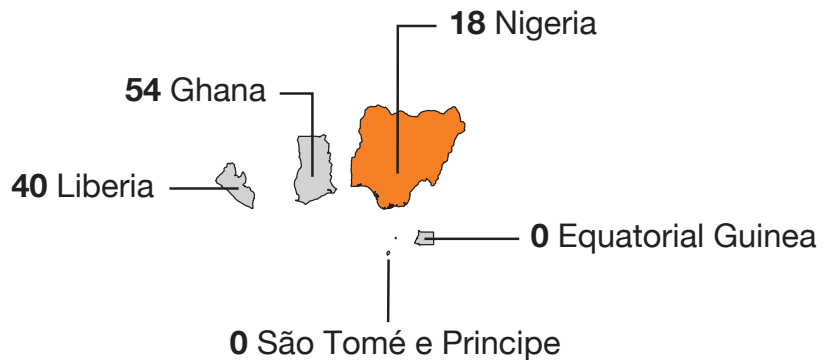 18 Nigeria
54 Ghana
40 Liberia
0 Equatorial Guinea
0 São Tomé e Principe